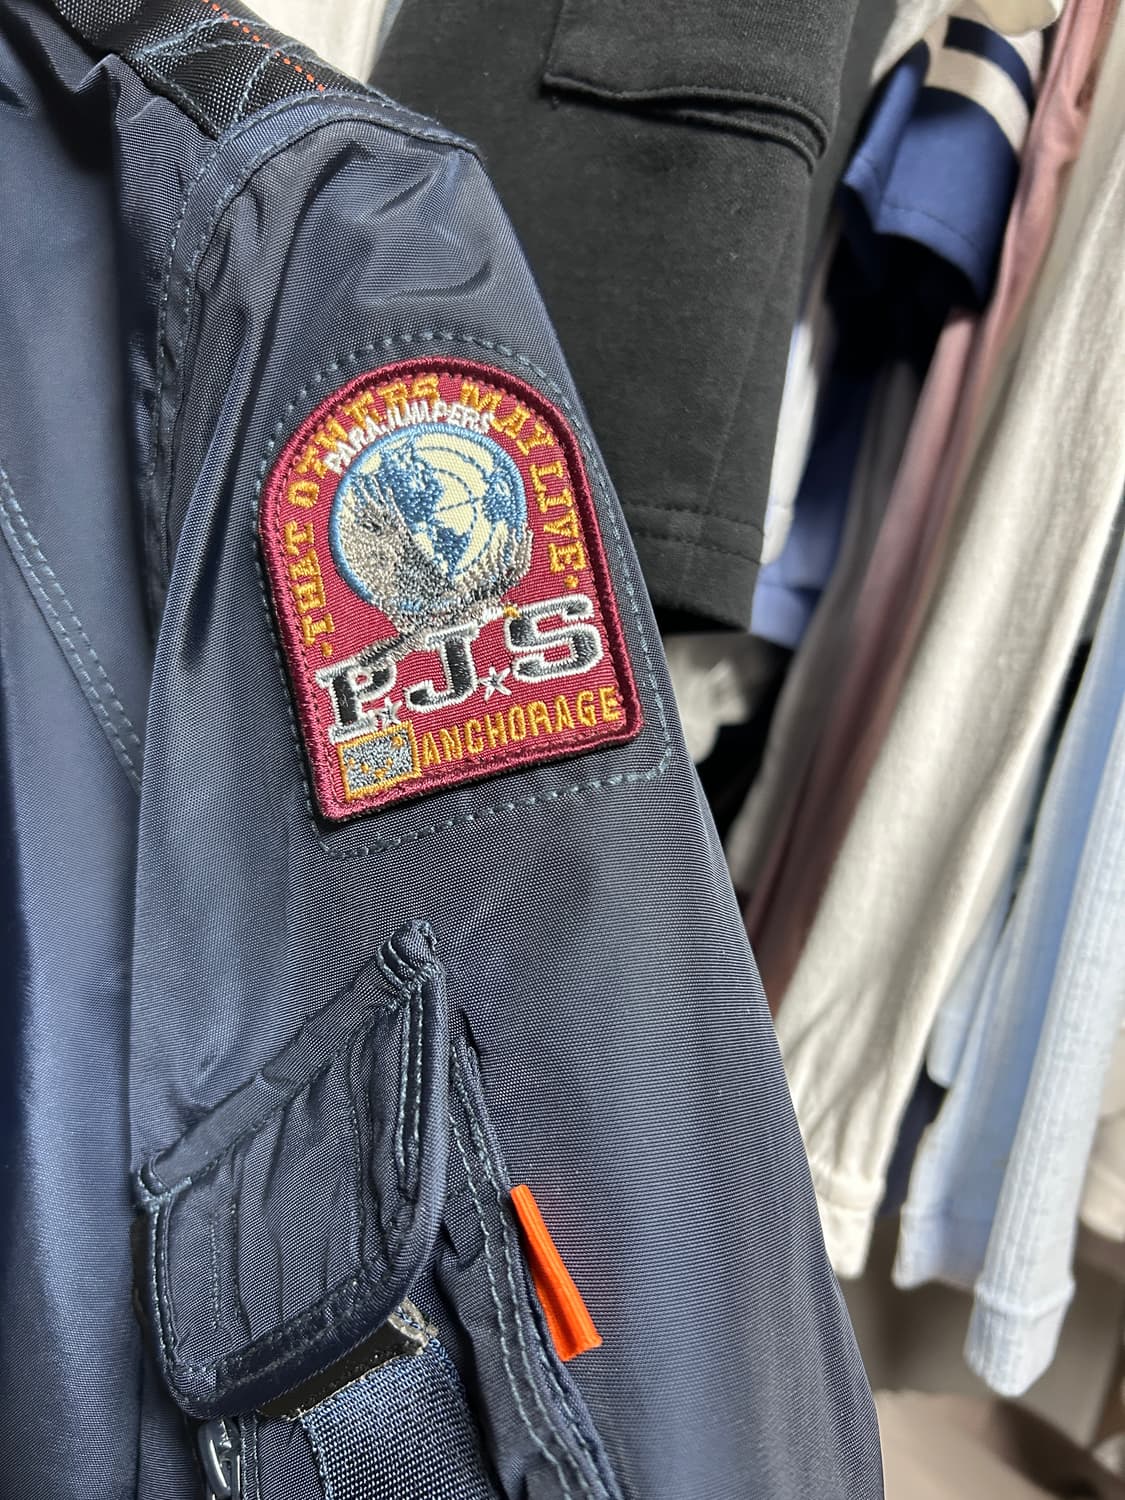 ·THAT OTHERS MAY LIVE·
PARAJUMPERS
P.J.S
ANCHORAGE